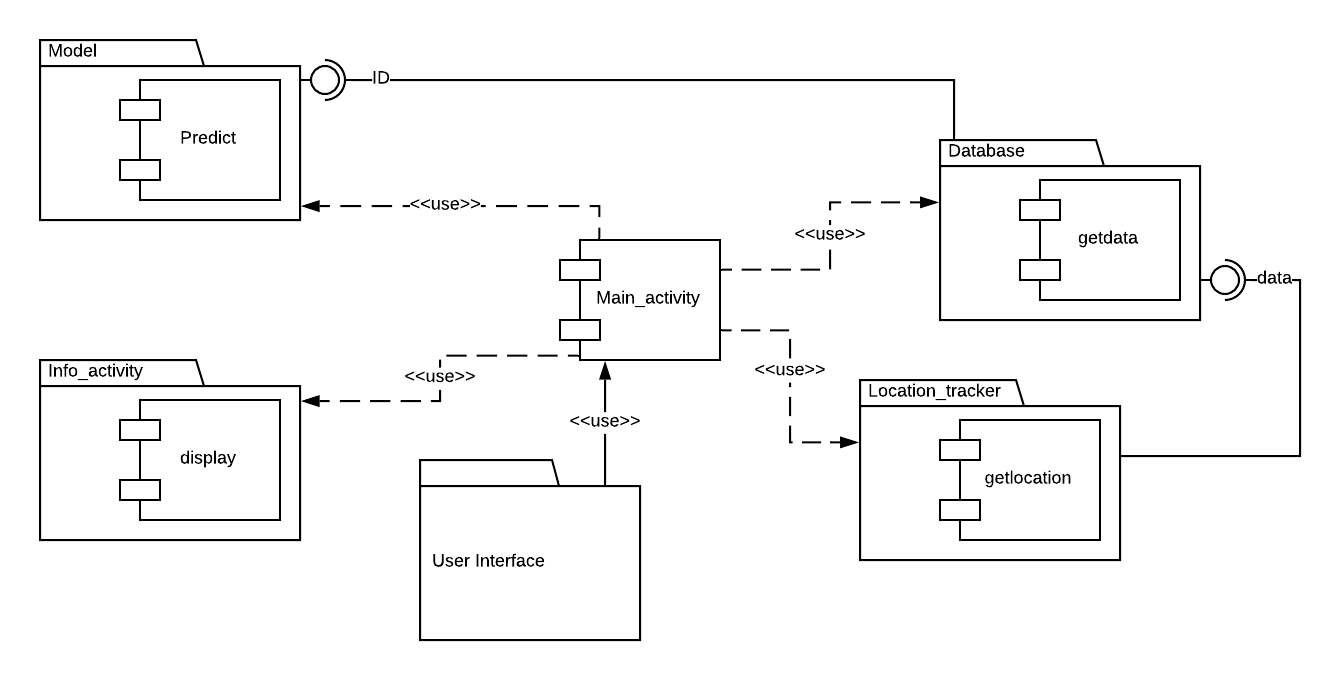 Model
ID
Predict
Database
<<use>>
<<use>>
getdata
data
Main_activity
Info_activity
<<use>>
<<use>>
Location_tracker
<<use>>
display
getlocation
User Interface